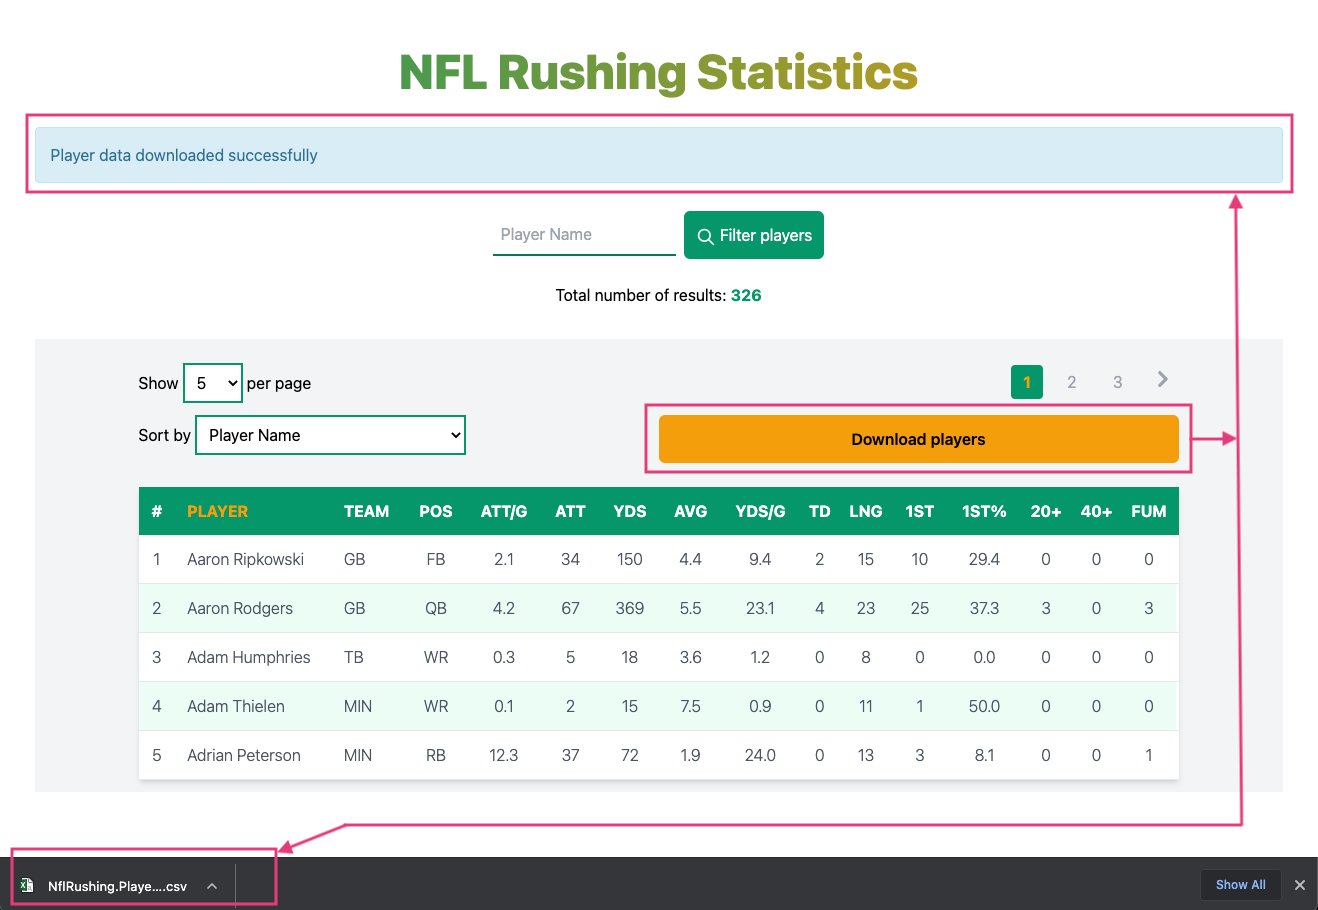 NFL Rushing Statistics
Player data downloaded successfully
Player Name
Filter players
Total number of results: 326
Show 5 per page
1 2 3
Sort by Player Name
Download players
# PLAYER TEAM POS ATT/G ATT YDS AVG YDS/G TD LNG 1ST 1ST% 20+ 40+ FUM
1 Aaron Ripkowski GB FB 2.1 34 150 4.4 9.4 2 15 10 29.4 0 0 0
2 Aaron Rodgers GB QB 4.2 67 369 5.5 23.1 4 23 25 37.3 3 0 3
3 Adam Humphries TB WR 0.3 5 18 3.6 1.2 0 8 0 0.0 0 0 0
4 Adam Thielen MIN WR 0.1 2 15 7.5 0.9 0 11 1 50.0 0 0 0
5 Adrian Peterson MIN RB 12.3 37 72 1.9 24.0 0 13 3 8.1 0 0 1
NflRushing.Playe....csv
Show All